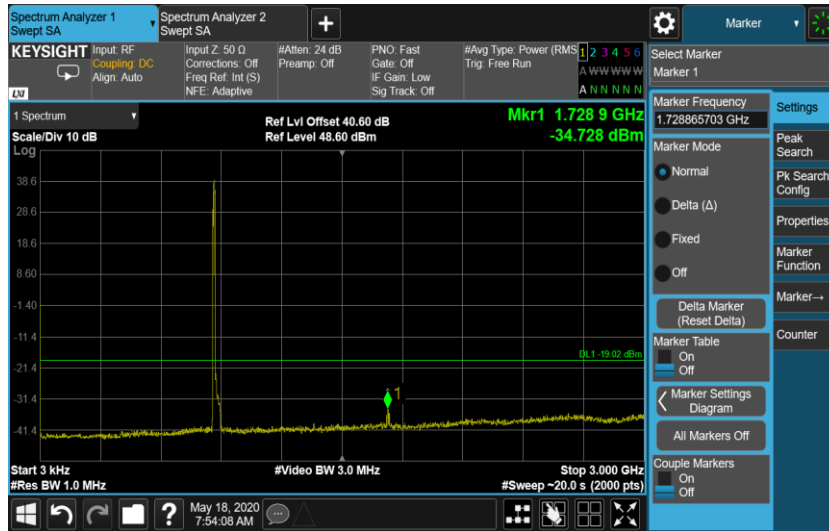 Spectrum Analyzer 1
Swept SA
Spectrum Analyzer 2
Swept SA
Marker
KEYSIGHT
LXI
Input: RF
Coupling: DC
Align: Auto
Input Z: 50 Ω
Corrections: Off
Freq Ref: Int (S)
NFE: Adaptive
#Atten: 24 dB
Preamp: Off
PNO: Fast
Gate: Off
IF Gain: Low
Sig Track: Off
#Avg Type: Power (RMS
Trig: Free Run
1 2 3 4 5 6
A W W W W W
A N N N N N
Select Marker
Marker 1
1 Spectrum
Scale/Div 10 dB
Log
Ref Lvl Offset 40.60 dB
Ref Level 48.60 dBm
Mkr1 1.728 9 GHz
-34.728 dBm
38.6
28.6
18.6
8.60
-1.40
-11.4
-21.4
-31.4
-41.4
DL1 -19.02 dBm
1
Start 3 kHz
#Res BW 1.0 MHz
#Video BW 3.0 MHz
Stop 3.000 GHz
#Sweep ~20.0 s (2000 pts)
Marker Frequency
1.728865703 GHz
Marker Mode
Normal
Delta (Δ)
Fixed
Off
Delta Marker
(Reset Delta)
Marker Table
On
Off
Marker Settings
Diagram
All Markers Off
Couple Markers
On
Off
Settings
Peak
Search
Pk Search
Config
Properties
Marker
Function
Marker→
Counter
?
May 18, 2020
7:54:08 AM